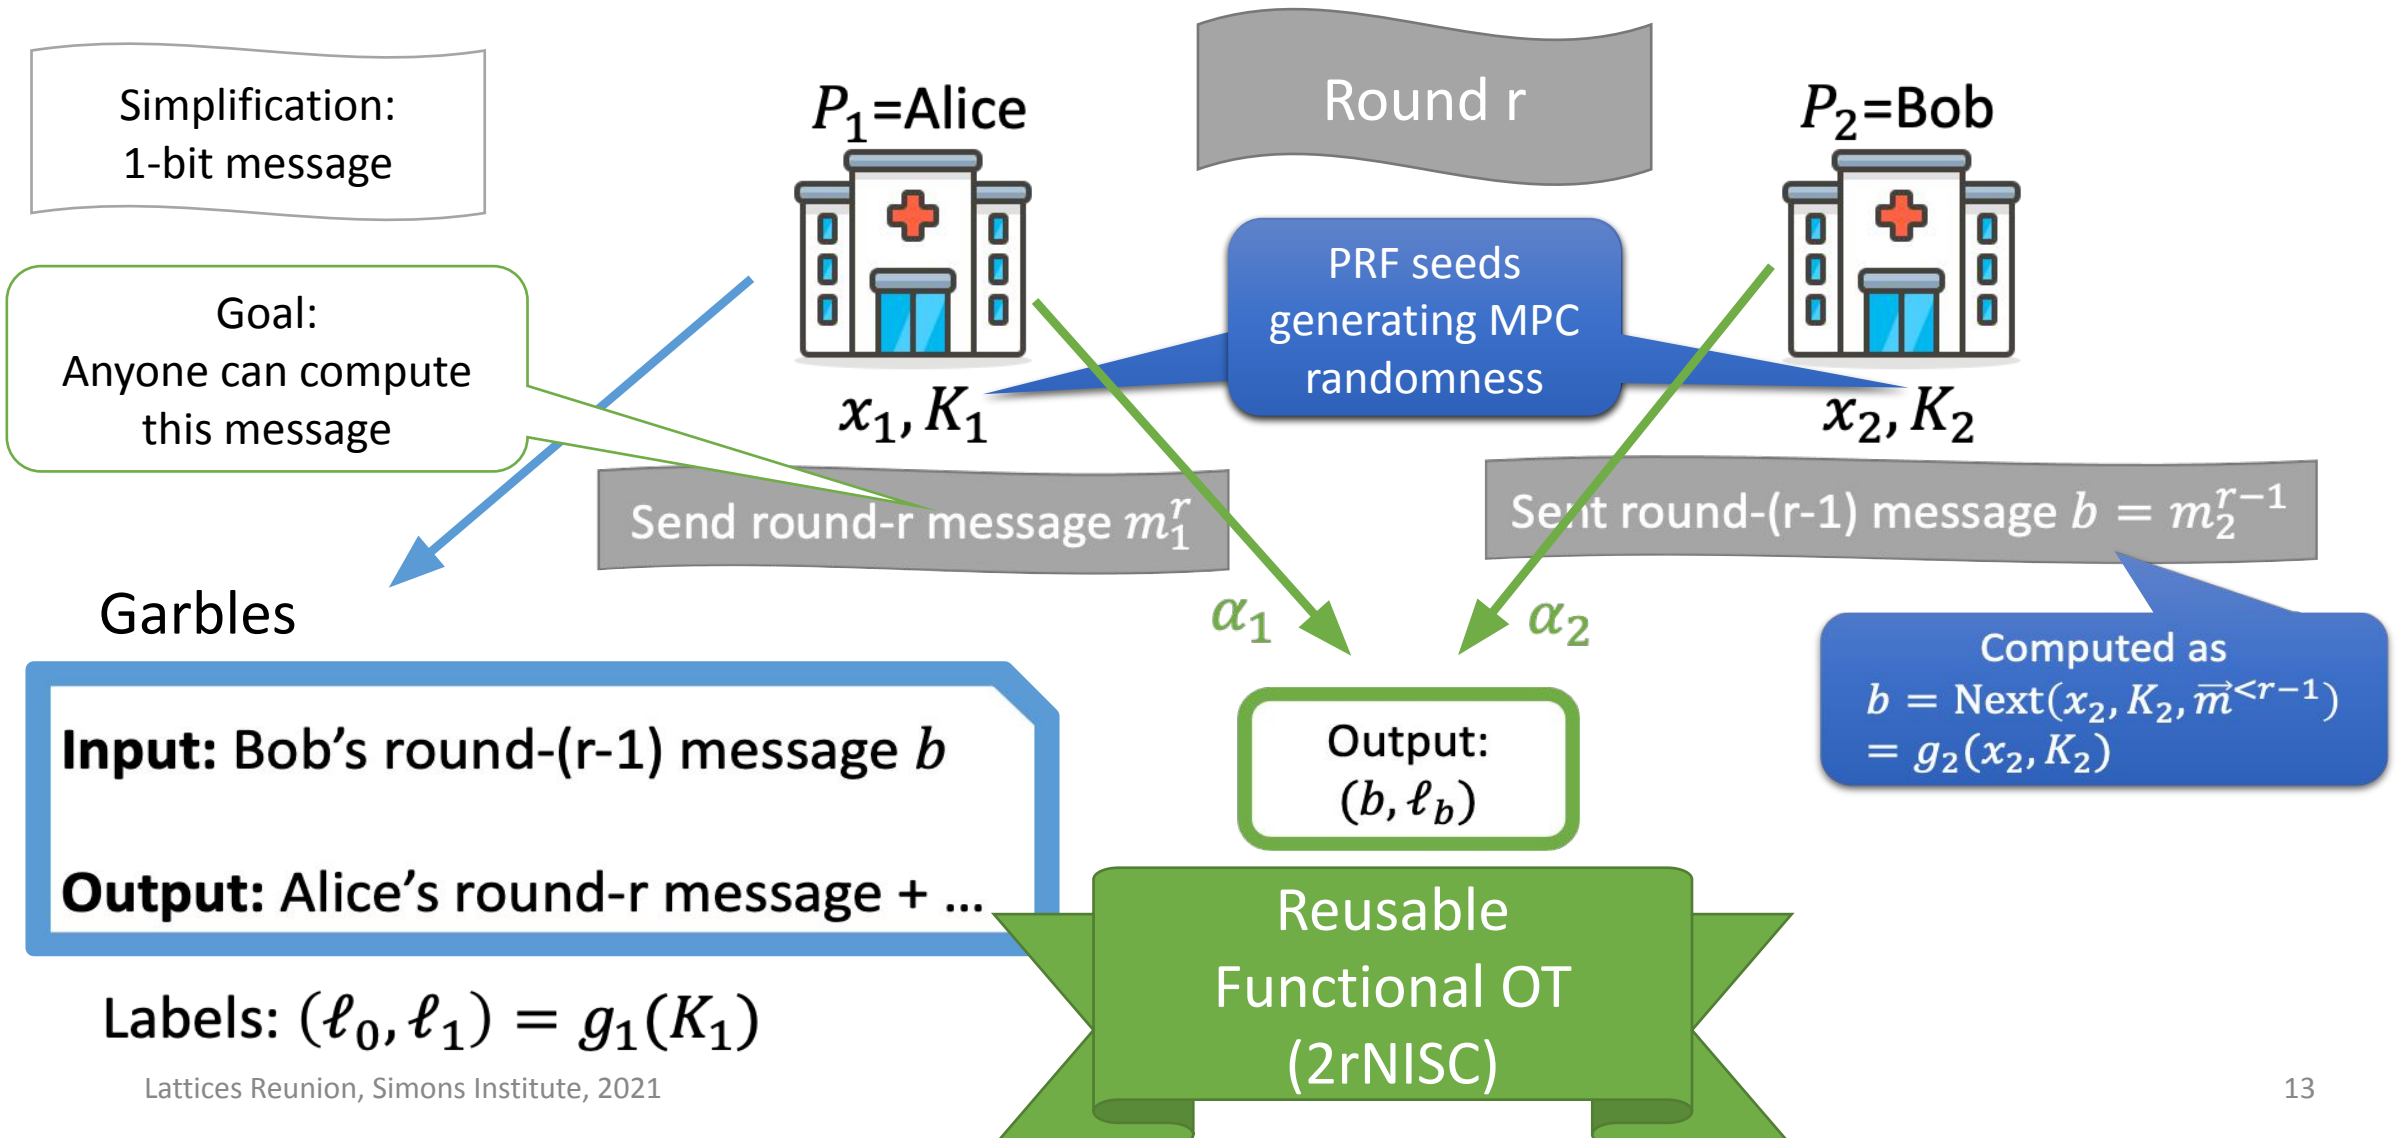 Simplification:
1-bit message
P₁=Alice
Round r
P₂=Bob
Goal:
Anyone can compute
this message
PRF seeds
generating MPC
randomness
x₁, K₁
x₂, K₂
Send round-r message m₁^r
Sent round-(r-1) message b = m₂^{r−1}
Garbles
α₁
α₂
Computed as
b = Next(x₂, K₂, m⃗^{<r−1})
= g₂(x₂, K₂)
Input: Bob's round-(r-1) message b
Output: Alice's round-r message + ...
Output:
(b, ℓ_b)
Labels: (ℓ₀, ℓ₁) = g₁(K₁)
Reusable
Functional OT
(2rNISC)
Lattices Reunion, Simons Institute, 2021
13